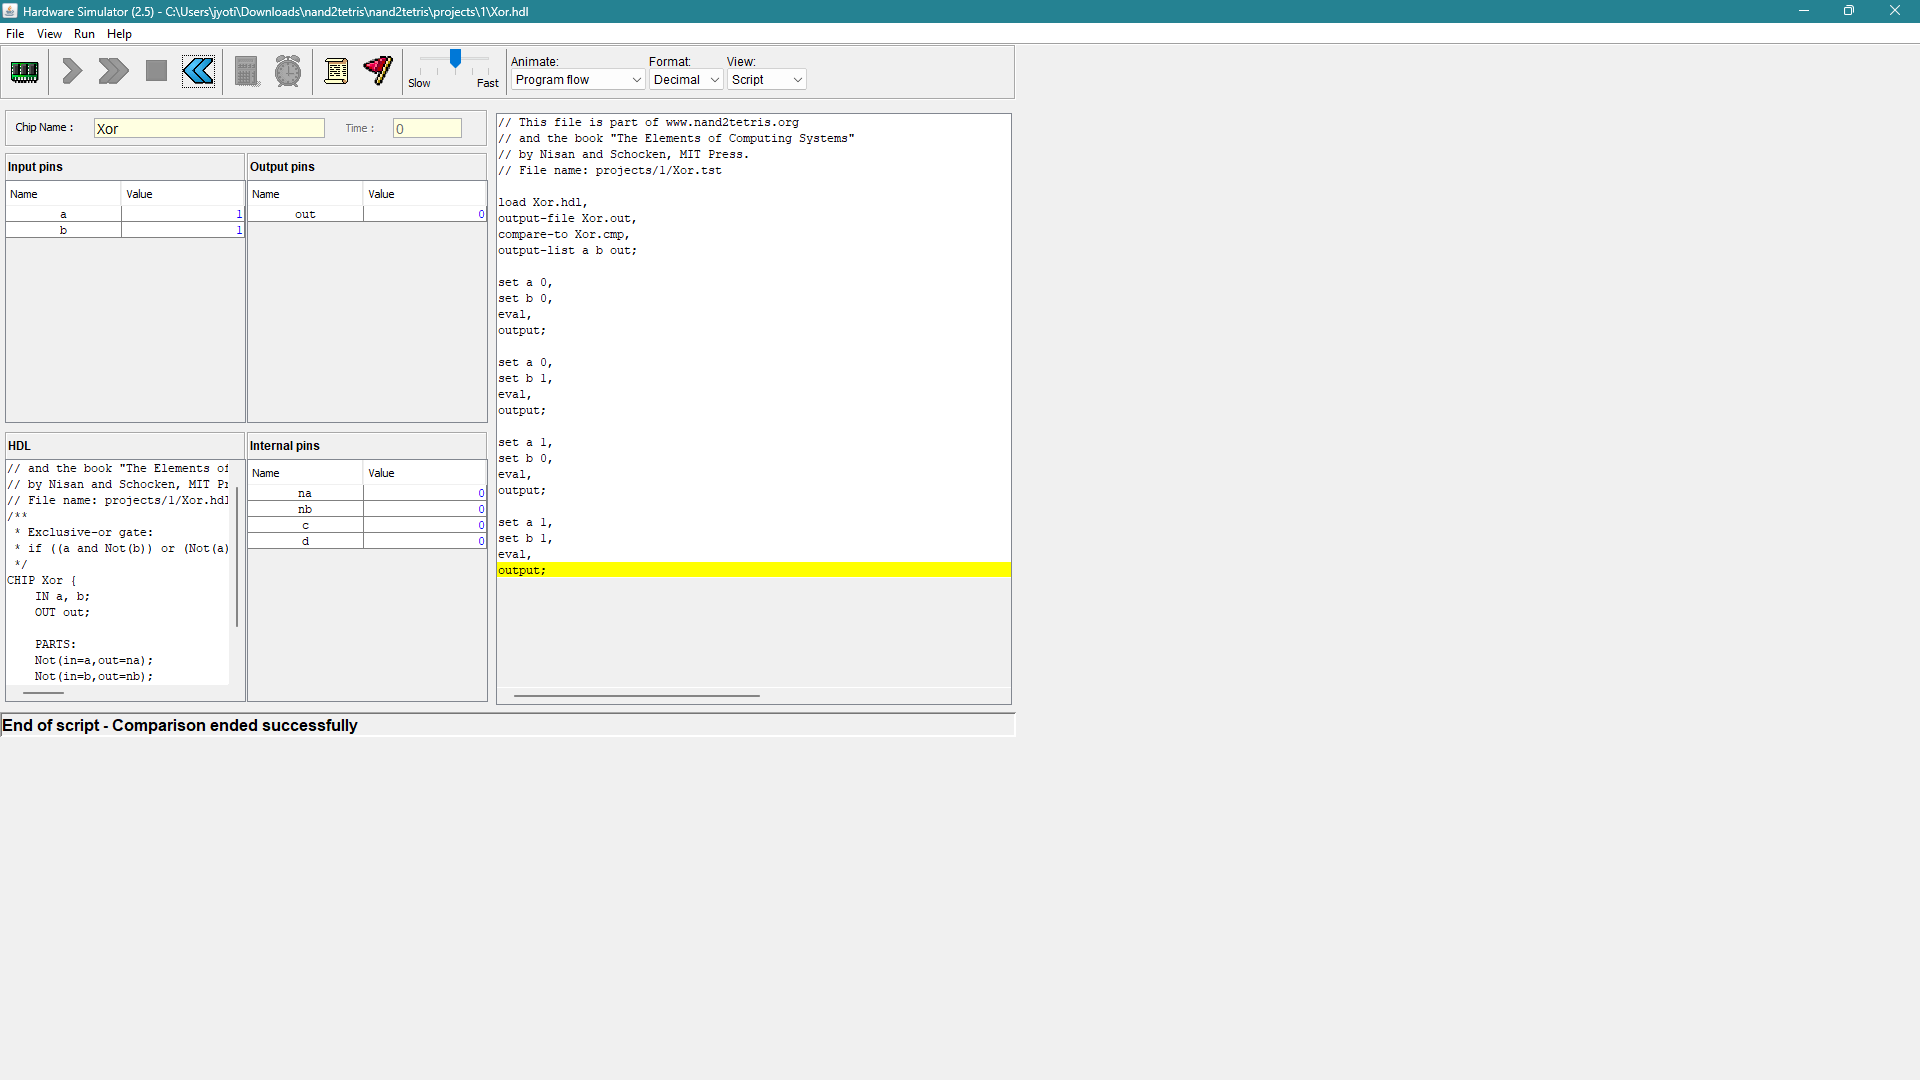 Hardware Simulator (2.5) - C:\Users\jyoti\Downloads\nand2tetris\nand2tetris\projects\1\Xor.hdl
File View Run Help
Slow Fast
Animate: Format: View:
Program flow Decimal Script
Chip Name : Xor Time : 0
Input pins
Name Value
a 1
b 1
Output pins
Name Value
out 0
HDL
// and the book "The Elements of
// by Nisan and Schocken, MIT Pr
// File name: projects/1/Xor.hdl
/**
* Exclusive-or gate:
* if ((a and Not(b)) or (Not(a)
*/
CHIP Xor {
IN a, b;
OUT out;
PARTS:
Not(in=a,out=na);
Not(in=b,out=nb);
Internal pins
Name Value
na 0
nb 0
c 0
d 0
// This file is part of www.nand2tetris.org
// and the book "The Elements of Computing Systems"
// by Nisan and Schocken, MIT Press.
// File name: projects/1/Xor.tst
load Xor.hdl,
output-file Xor.out,
compare-to Xor.cmp,
output-list a b out;
set a 0,
set b 0,
eval,
output;
set a 0,
set b 1,
eval,
output;
set a 1,
set b 0,
eval,
output;
set a 1,
set b 1,
eval,
output;
End of script - Comparison ended successfully